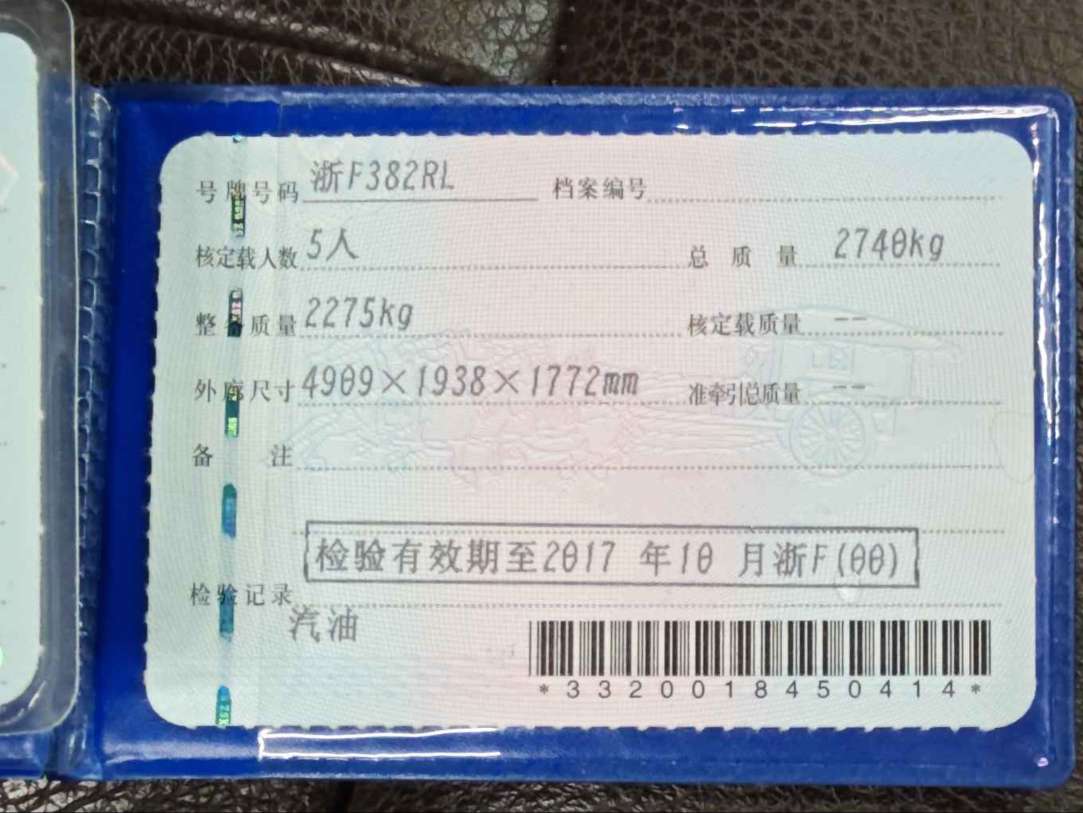 号牌号码 浙F382RL 档案编号
核定载人数 5人 总质量 2740kg
整备质量 2275kg 核定载质量 --
外廓尺寸 4909×1938×1772mm 准牵引总质量 --
备注
检验有效期至2017 年10 月浙F(00)
检验记录
汽油
*3320018450414*